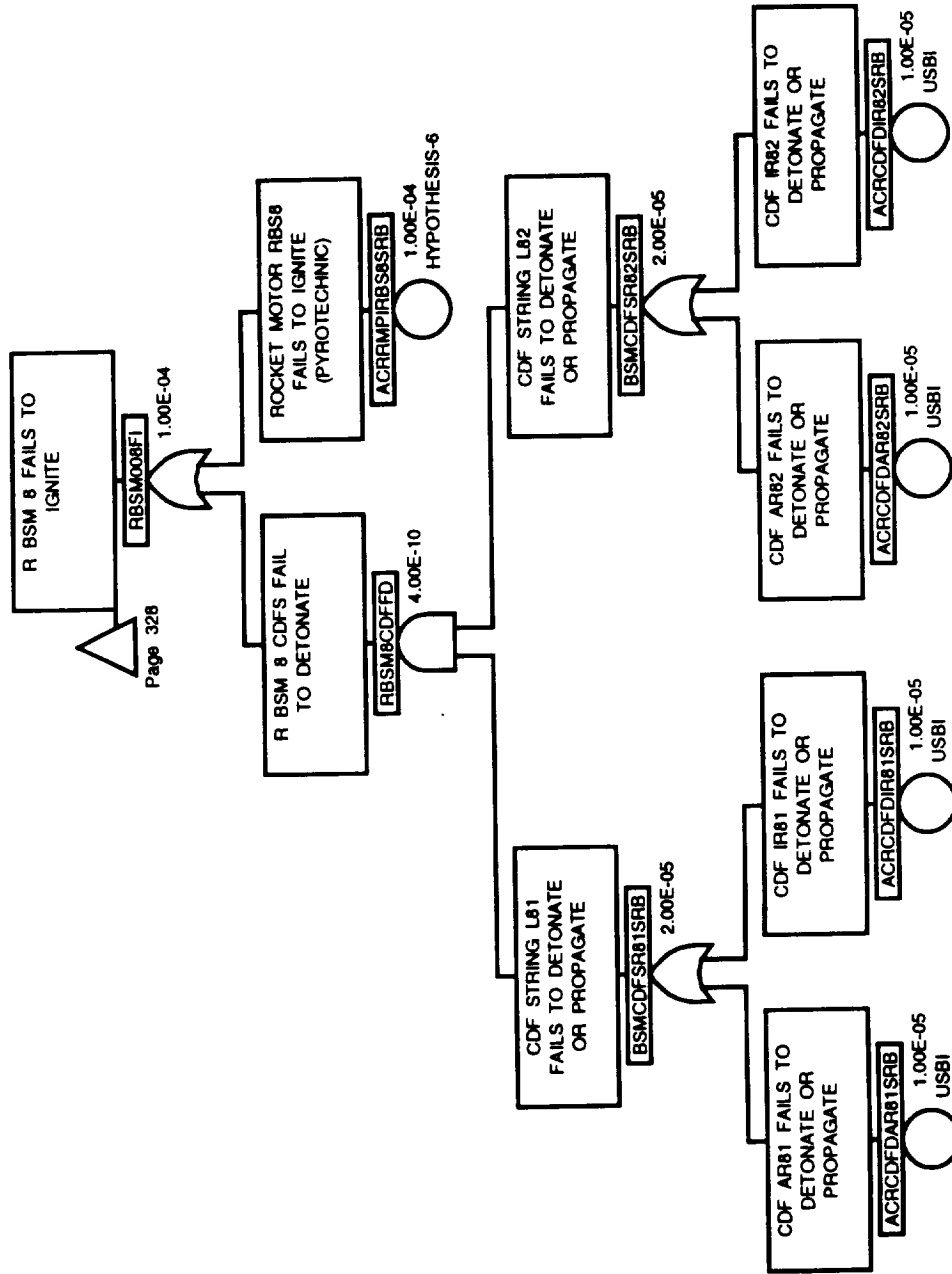 R BSM 8 FAILS TO
IGNITE
RBSM008FI
1.00E-04
Page 328
R BSM 8 CDFS FAIL
TO DETONATE
RBSM8CDFFD
4.00E-10
ROCKET MOTOR RBS8
FAILS TO IGNITE
(PYROTECHNIC)
ACRRMPIRBS8SRB
1.00E-04
HYPOTHESIS-6
CDF STRING L81
FAILS TO DETONATE
OR PROPAGATE
BSMCDFSR81SRB
2.00E-05
CDF STRING L82
FAILS TO DETONATE
OR PROPAGATE
BSMCDFSR82SRB
2.00E-05
CDF AR81 FAILS TO
DETONATE OR
PROPAGATE
ACRCDFDAR81SRB
1.00E-05
USBI
CDF IR81 FAILS TO
DETONATE OR
PROPAGATE
ACRCDFDIR81SRB
1.00E-05
USBI
CDF AR82 FAILS TO
DETONATE OR
PROPAGATE
ACRCDFDAR82SRB
1.00E-05
USBI
CDF IR82 FAILS TO
DETONATE OR
PROPAGATE
ACRCDFDIR82SRB
1.00E-05
USBI